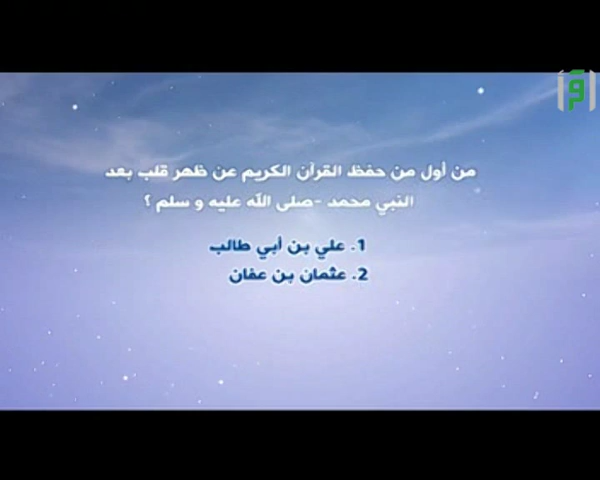 من أول من حفظ القرآن الكريم عن ظهر قلب بعد
النبي محمد -صلى الله عليه و سلم ؟
1. علي بن أبي طالب
2. عثمان بن عفان